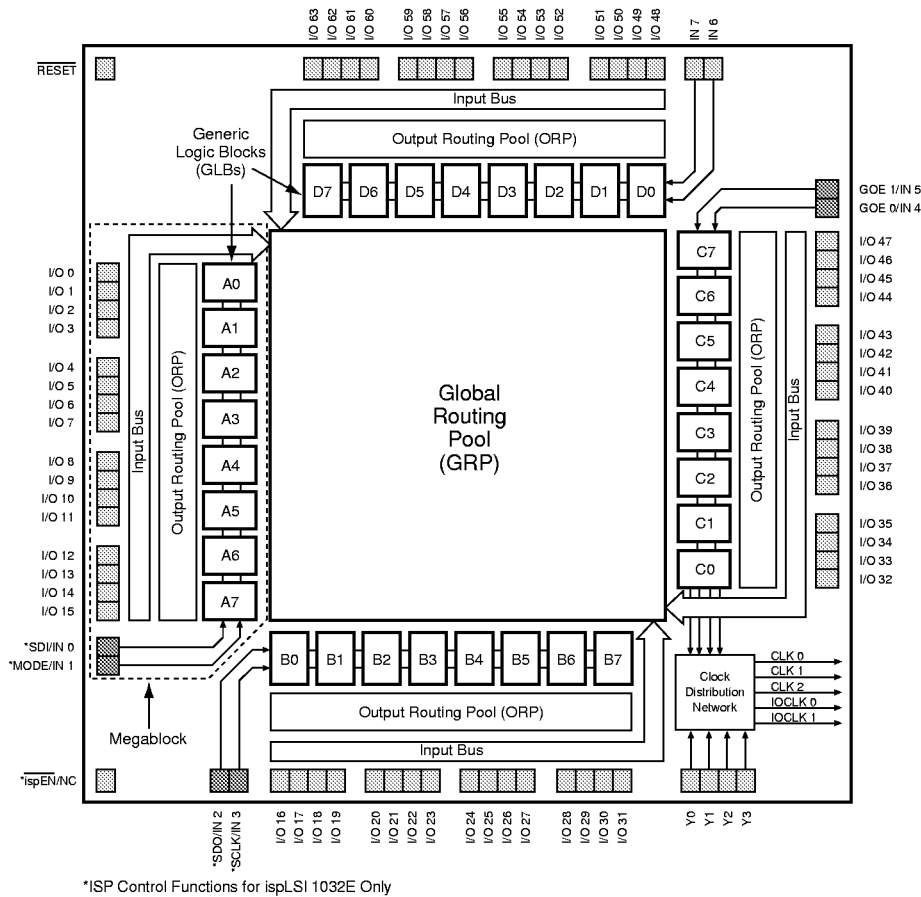 I/O 63
I/O 62
I/O 61
I/O 60
I/O 59
I/O 58
I/O 57
I/O 56
I/O 55
I/O 54
I/O 53
I/O 52
I/O 51
I/O 50
I/O 49
I/O 48
IN 7
IN 6
RESET
Input Bus
Output Routing Pool (ORP)
Generic
Logic Blocks
(GLBs)
D7
D6
D5
D4
D3
D2
D1
D0
GOE 1/IN 5
GOE 0/IN 4
I/O 0
I/O 1
I/O 2
I/O 3
I/O 4
I/O 5
I/O 6
I/O 7
I/O 8
I/O 9
I/O 10
I/O 11
I/O 12
I/O 13
I/O 14
I/O 15
*SDI/IN 0
*MODE/IN 1
Input Bus
Output Routing Pool (ORP)
A0
A1
A2
A3
A4
A5
A6
A7
Global
Routing
Pool
(GRP)
C7
C6
C5
C4
C3
C2
C1
C0
Output Routing Pool (ORP)
Input Bus
I/O 47
I/O 46
I/O 45
I/O 44
I/O 43
I/O 42
I/O 41
I/O 40
I/O 39
I/O 38
I/O 37
I/O 36
I/O 35
I/O 34
I/O 33
I/O 32
B0
B1
B2
B3
B4
B5
B6
B7
Output Routing Pool (ORP)
Input Bus
Clock
Distribution
Network
CLK 0
CLK 1
CLK 2
IOCLK 0
IOCLK 1
Megablock
*ispEN/NC
*SDO/IN 2
*SCLK/IN 3
I/O 16
I/O 17
I/O 18
I/O 19
I/O 20
I/O 21
I/O 22
I/O 23
I/O 24
I/O 25
I/O 26
I/O 27
I/O 28
I/O 29
I/O 30
I/O 31
Y0
Y1
Y2
Y3
*ISP Control Functions for ispLSI 1032E Only